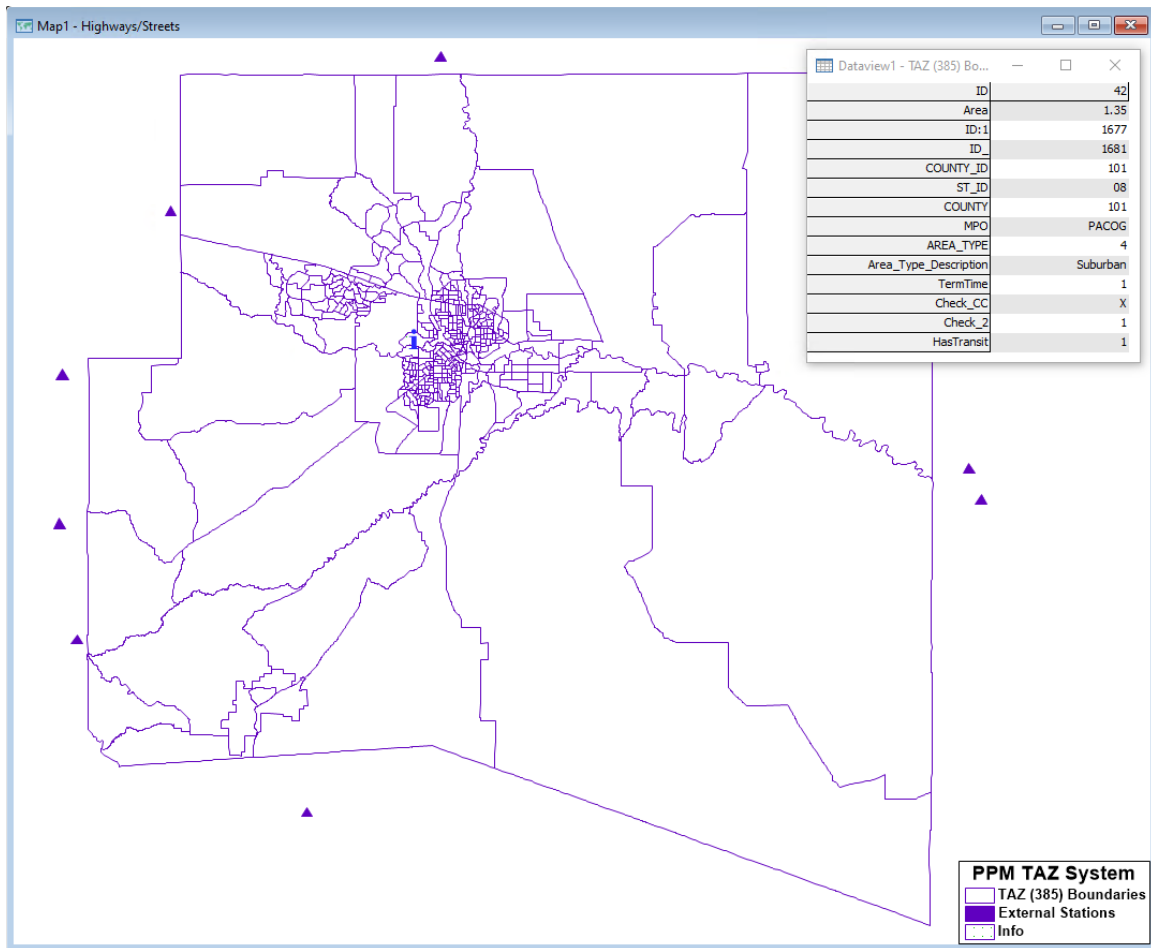 Map1 - Highways/Streets
Dataview1 - TAZ (385) Bo...
ID 42
Area 1.35
ID:1 1677
ID_ 1681
COUNTY_ID 101
ST_ID 08
COUNTY 101
MPO PACOG
AREA_TYPE 4
Area_Type_Description Suburban
TermTime 1
Check_CC X
Check_2 1
HasTransit 1
i
PPM TAZ System
TAZ (385) Boundaries
External Stations
Info